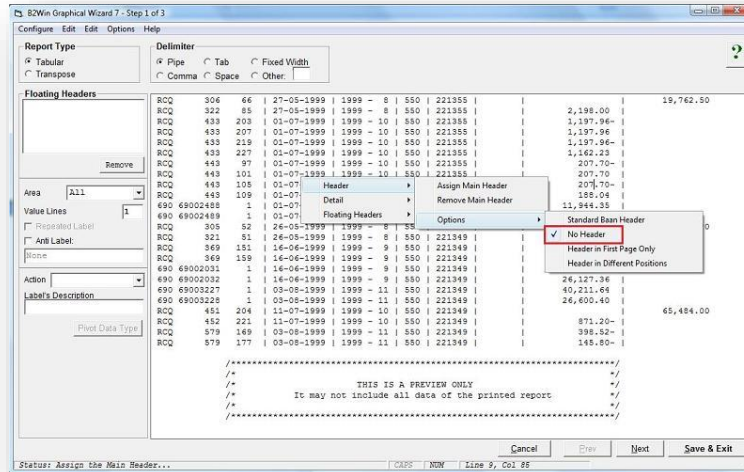 B2Win Graphical Wizard 7 - Step 1 of 3
Configure Edit Edit Options Help
Report Type
Tabular
Transpose
Delimiter
Pipe Tab Fixed Width
Comma Space Other:
?
Floating Headers
Remove
Area All
Value Lines 1
Repeated Label
Anti Label:
None
Action
Label's Description
Pivot Data Type
RCQ 306 66 | 27-05-1999 | 1999 - 8 | 550 | 221355 | | 19,762.50
RCQ 322 85 | 27-05-1999 | 1999 - 8 | 550 | 221355 | 2,198.00 |
RCQ 433 203 | 01-07-1999 | 1999 - 10 | 550 | 221355 | 1,197.96- |
RCQ 433 207 | 01-07-1999 | 1999 - 10 | 550 | 221355 | 1,197.96 |
RCQ 433 219 | 01-07-1999 | 1999 - 10 | 550 | 221355 | 1,197.96- |
RCQ 433 227 | 01-07-1999 | 1999 - 10 | 550 | 221355 | 1,162.23 |
RCQ 443 97 | 01-07-1999 | 1999 - 10 | 550 | 221355 | 207.70- |
RCQ 443 101 | 01-07-1999 | 1999 - 10 | 550 | 221355 | 207.70 |
RCQ 443 105 | 01-07 207.70- |
RCQ 443 109 | 01-07 188.04 |
690 69002488 1 | 01-07 11,944.35
690 69002489 1 | 01-07
RCQ 305 52 | 26-05-1999 | 1999 - 8
RCQ 321 51 | 26-05-1999 | 1999 - 8 | 550 | 221349 |
RCQ 369 151 | 16-06-1999 | 1999 - 9 | 550 | 221349 |
RCQ 369 159 | 16-06-1999 | 1999 - 9 | 550 | 221349 |
690 69002031 1 | 16-06-1999 | 1999 - 9 | 550 | 221349 |
690 69002032 1 | 16-06-1999 | 1999 - 9 | 550 | 221349 | 26,127.36 |
690 69003227 1 | 03-08-1999 | 1999 - 11 | 550 | 221349 | 40,211.64 |
690 69003228 1 | 03-08-1999 | 1999 - 11 | 550 | 221349 | 26,600.40 |
RCQ 451 204 | 11-07-1999 | 1999 - 10 | 550 | 221349 | | 65,484.00
RCQ 452 221 | 11-07-1999 | 1999 - 10 | 550 | 221349 | 871.20- |
RCQ 579 169 | 03-08-1999 | 1999 - 11 | 550 | 221349 | 398.52- |
RCQ 579 177 | 03-08-1999 | 1999 - 11 | 550 | 221349 | 145.80- |
Header
Detail
Floating Headers
Assign Main Header
Remove Main Header
Options
Standard Baan Header
✓ No Header
Header in First Page Only
Header in Different Positions
/* */
/* THIS IS A PREVIEW ONLY */
/* It may not include all data of the printed report */
Cancel Prev Next Save & Exit
Status: Assign the Main Header... CAPS NUM Line 9, Col 85